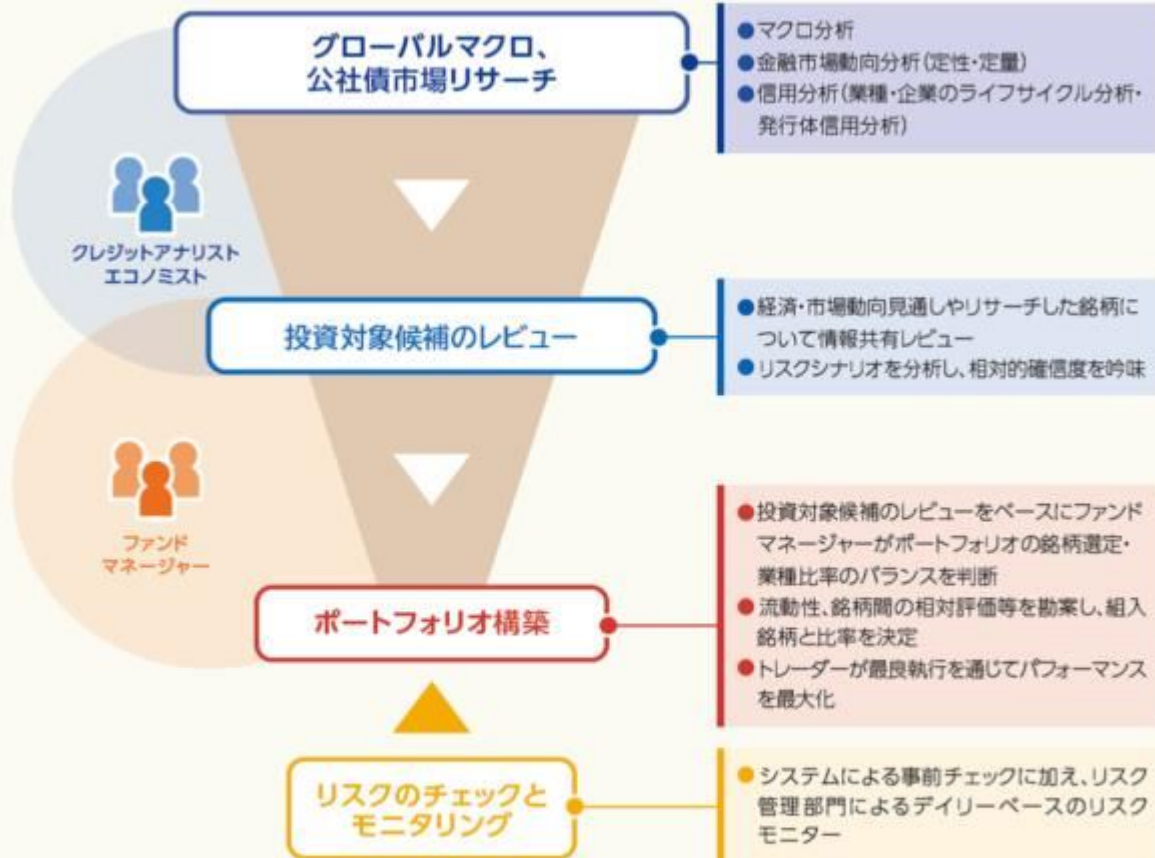 グローバルマクロ、
公社債市場リサーチ
●マクロ分析
●金融市場動向分析(定性・定量)
●信用分析(業種・企業のライフサイクル分析・
発行体信用分析)
クレジットアナリスト
エコノミスト
投資対象候補のレビュー
●経済・市場動向見通しやリサーチした銘柄に
ついて情報共有レビュー
●リスクシナリオを分析し、相対的確信度を吟味
ファンド
マネージャー
ポートフォリオ構築
●投資対象候補のレビューをベースにファンド
マネージャーがポートフォリオの銘柄選定・
業種比率のバランスを判断
●流動性、銘柄間の相対評価等を勘案し、組入
銘柄と比率を決定
●トレーダーが最良執行を通じてパフォーマンス
を最大化
リスクのチェックと
モニタリング
●システムによる事前チェックに加え、リスク
管理部門によるデイリーベースのリスク
モニター